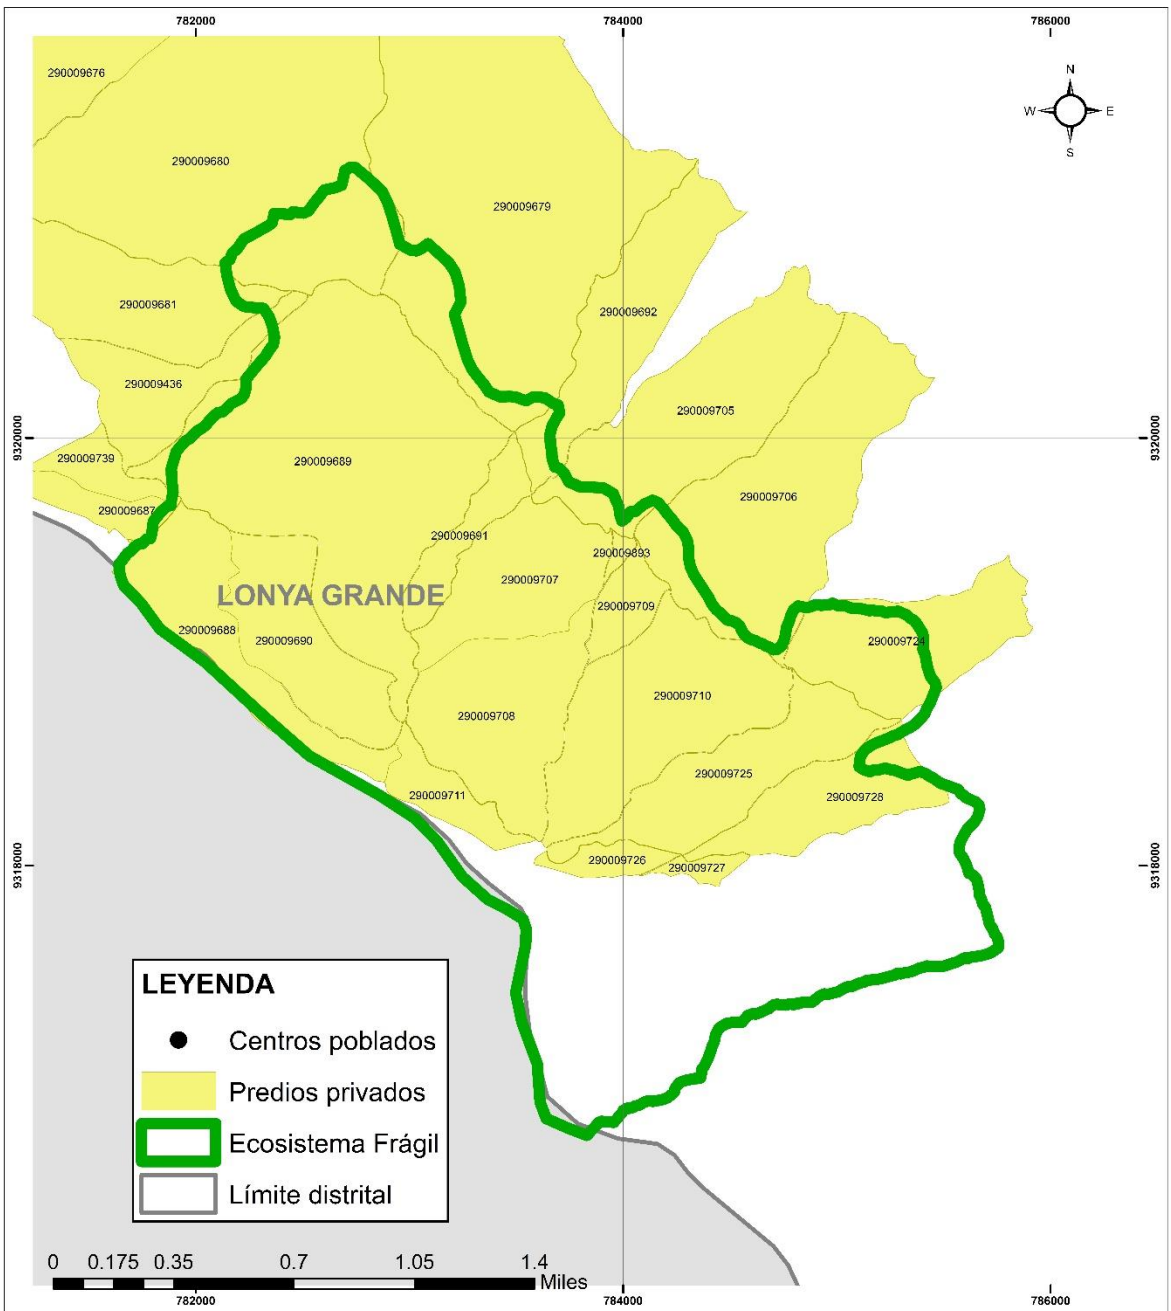 782000
784000
786000
N
W
E
S
290009676
290009680
290009679
290009681
290009692
290009436
290009705
9320000
9320000
290009739
290009689
290009706
290009687
290009691
290009893
290009707
LONYA GRANDE
290009709
290009688
290009690
290009724
290009710
290009708
290009725
290009711
290009728
9318000
9318000
290009726
290009727
LEYENDA
Centros poblados
Predios privados
Ecosistema Frágil
Límite distrital
0 0.175 0.35 0.7 1.05 1.4
Miles
782000
784000
786000